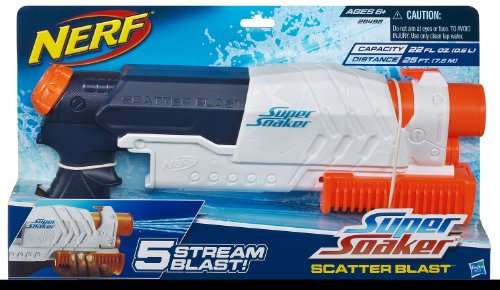 NERF
AGES 6+
28498
CAUTION:
Do not aim at eyes or face. TO AVOID
INJURY: Use only clean tap water.
CAPACITY 22 FL. OZ (0.6 L)
DISTANCE 25 FT. (7.6 M)
SCATTER BLAST
Super
Soaker
NERF
5 STREAM
BLAST!
Super
Soaker
SCATTER BLAST
Hasbro